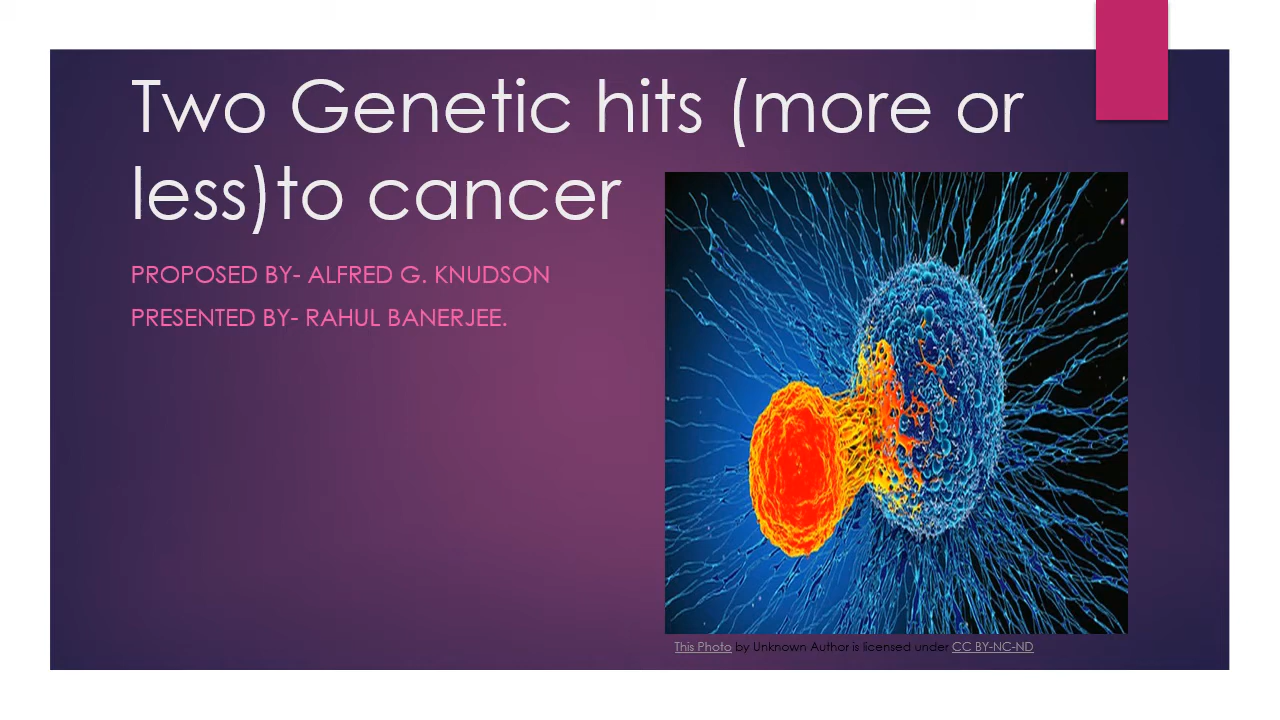 Two Genetic hits (more or
less)to cancer
PROPOSED BY- ALFRED G. KNUDSON
PRESENTED BY- RAHUL BANERJEE.
This Photo by Unknown Author is licensed under CC BY-NC-ND